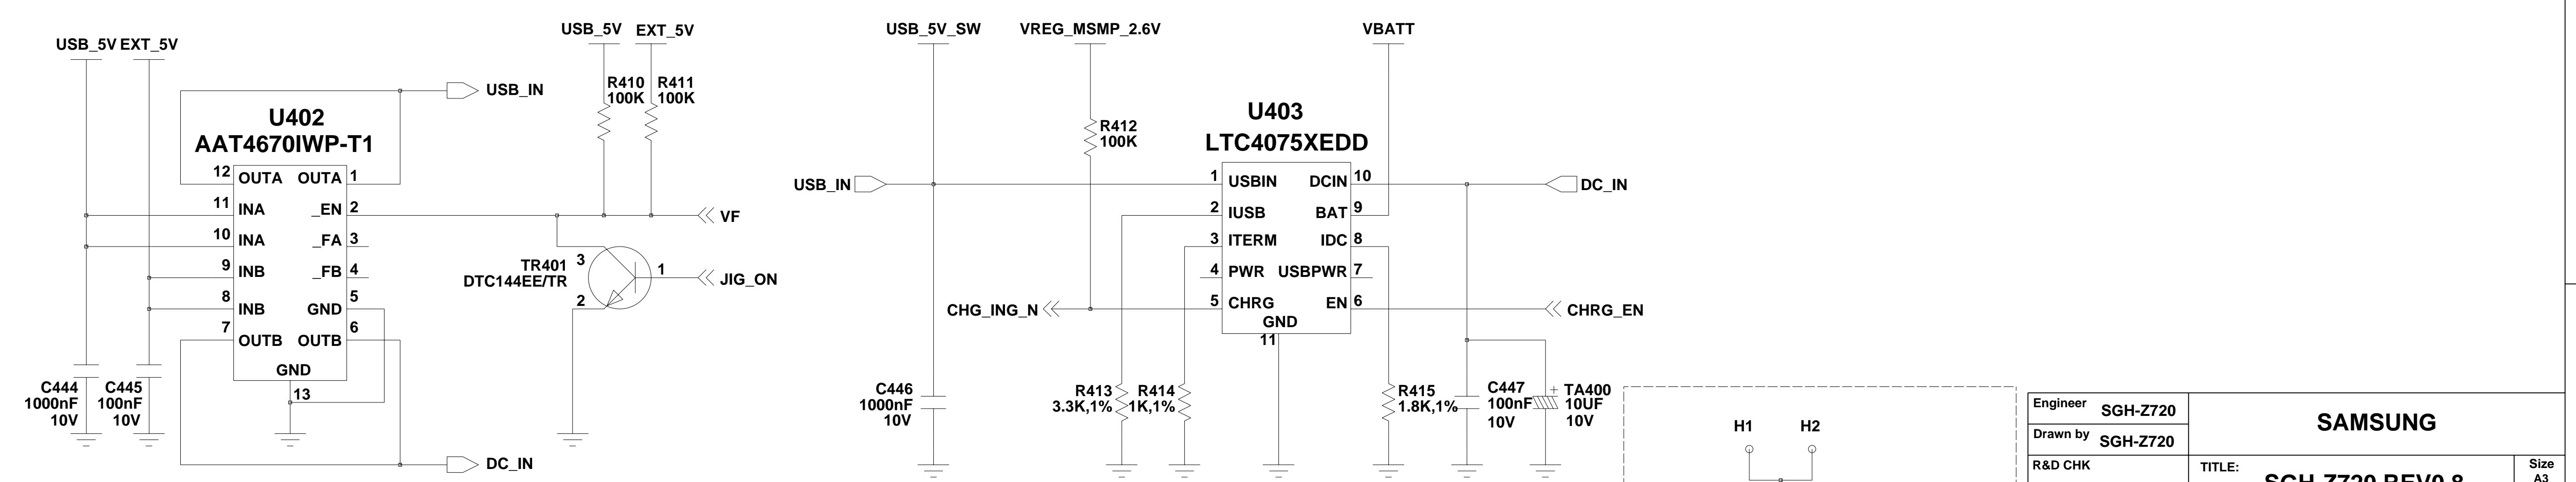 USB_5V EXT_5V
USB_IN
U402
AAT4670IWP-T1
12 OUTA OUTA 1
11 INA _EN 2
10 INA _FA 3
9 INB _FB 4
8 INB GND 5
7 OUTB OUTB 6
GND
13
C444
1000nF
10V
C445
100nF
10V
DC_IN
USB_5V EXT_5V
R410
100K
R411
100K
VF
TR401
DTC144EE/TR
3
1
2
JIG_ON
USB_5V_SW
VREG_MSMP_2.6V
VBATT
R412
100K
U403
LTC4075XEDD
USB_IN
1 USBIN DCIN 10
DC_IN
2 IUSB BAT 9
3 ITERM IDC 8
4 PWR USBPWR 7
5 CHRG EN 6
GND
11
CHG_ING_N
CHRG_EN
C446
1000nF
10V
R413
3.3K,1%
R414
1K,1%
R415
1.8K,1%
C447
100nF
10V
+ TA400
10UF
10V
H1 H2
Engineer SGH-Z720
SAMSUNG
Drawn by SGH-Z720
R&D CHK
TITLE:
SGH-Z720 REV0.8
Size
A3